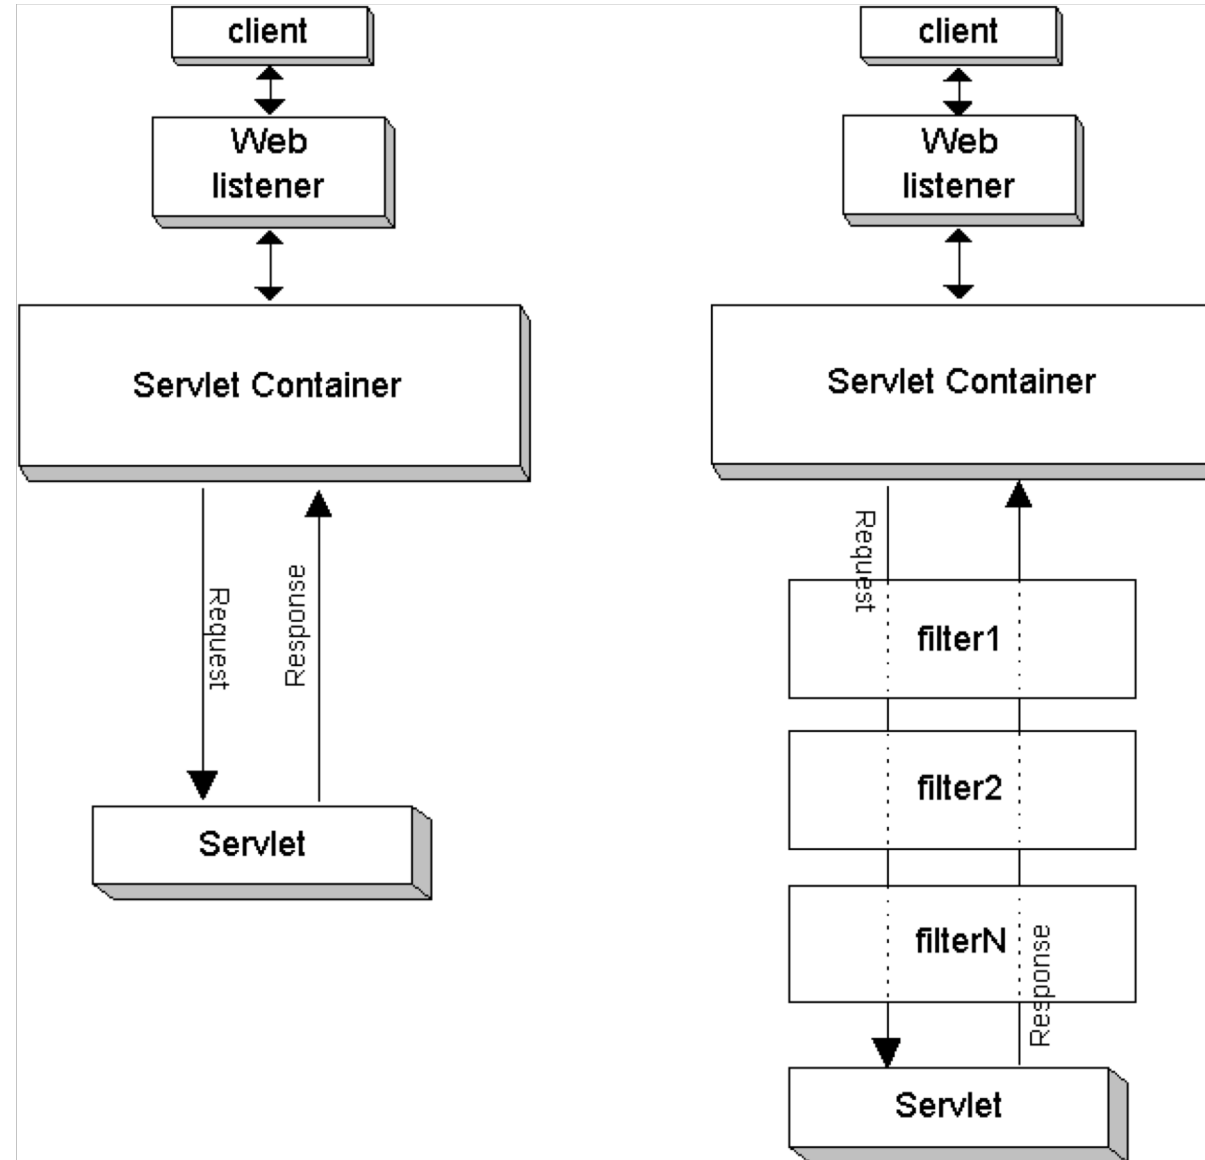 client
Web
listener
Servlet Container
Request
Response
Servlet
client
Web
listener
Servlet Container
Request
filter1
filter2
filterN
Response
Servlet